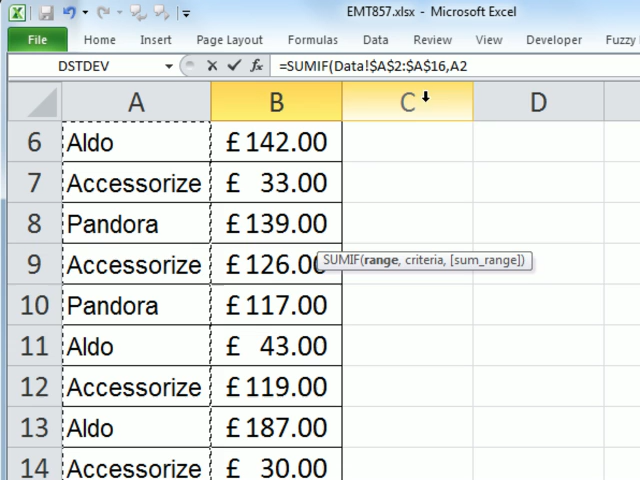 EMT857.xlsx - Microsoft Excel
File Home Insert Page Layout Formulas Data Review View Developer Fuzzy
DSTDEV fx =SUMIF(Data!$A$2:$A$16,A2
A B C D
6 Aldo £ 142.00
7 Accessorize £ 33.00
8 Pandora £ 139.00
9 Accessorize £ 126.00
SUMIF(range, criteria, [sum_range])
10 Pandora £ 117.00
11 Aldo £ 43.00
12 Accessorize £ 119.00
13 Aldo £ 187.00
14 Accessorize £ 30.00